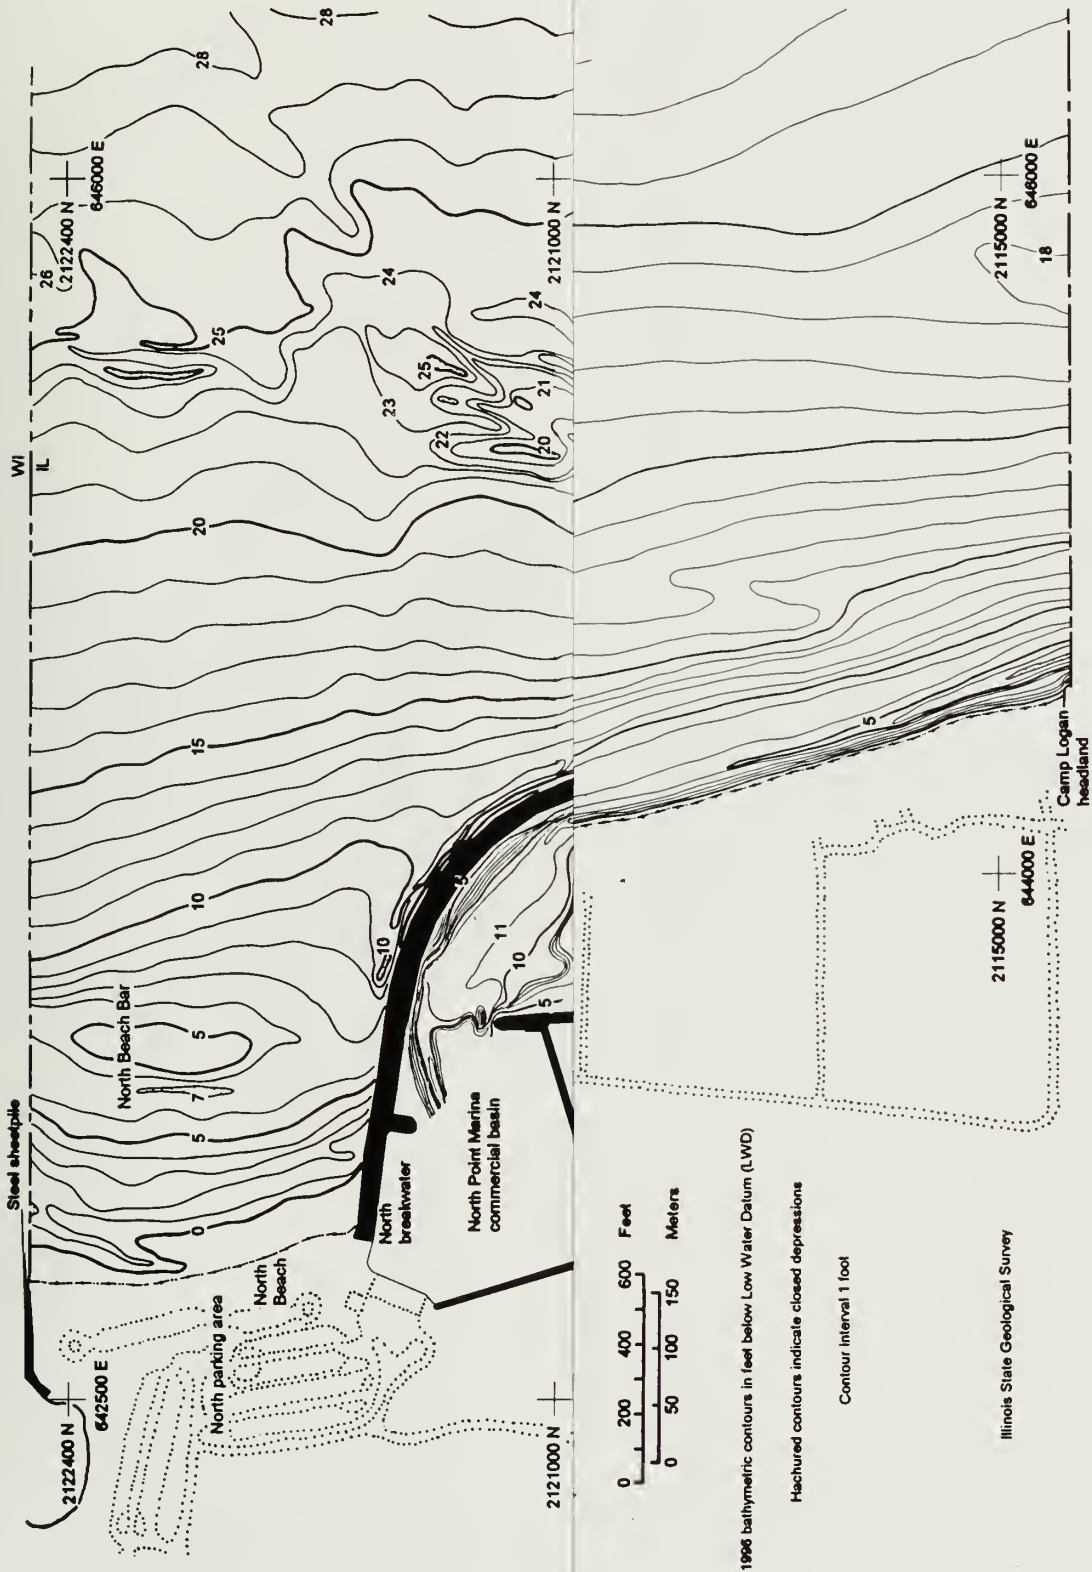 Steel sheetpile
WI
IL
28
28
26
2122400 N
646000 E
25
24
24
25
23
22
21
20
20
2121000 N
15
10
North Beach Bar
5
7
5
0
10
5
11
10
5
North Point Marina
commercial basin
North
breakwater
North
Beach
North parking area
2122400 N
642500 E
2121000 N
2115000 N
646000 E
18
5
Camp Logan
headland
2115000 N
644000 E
0 200 400 600 Feet
0 50 100 150 Meters
1996 bathymetric contours in feet below Low Water Datum (LWD)
Hachured contours indicate closed depressions
Contour interval 1 foot
Illinois State Geological Survey